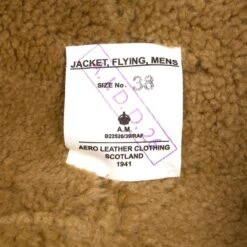 JACKET, FLYING, MENS
SIZE No. 38
A.M.
AERO LEATHER CLOTHING
SCOTLAND
1941